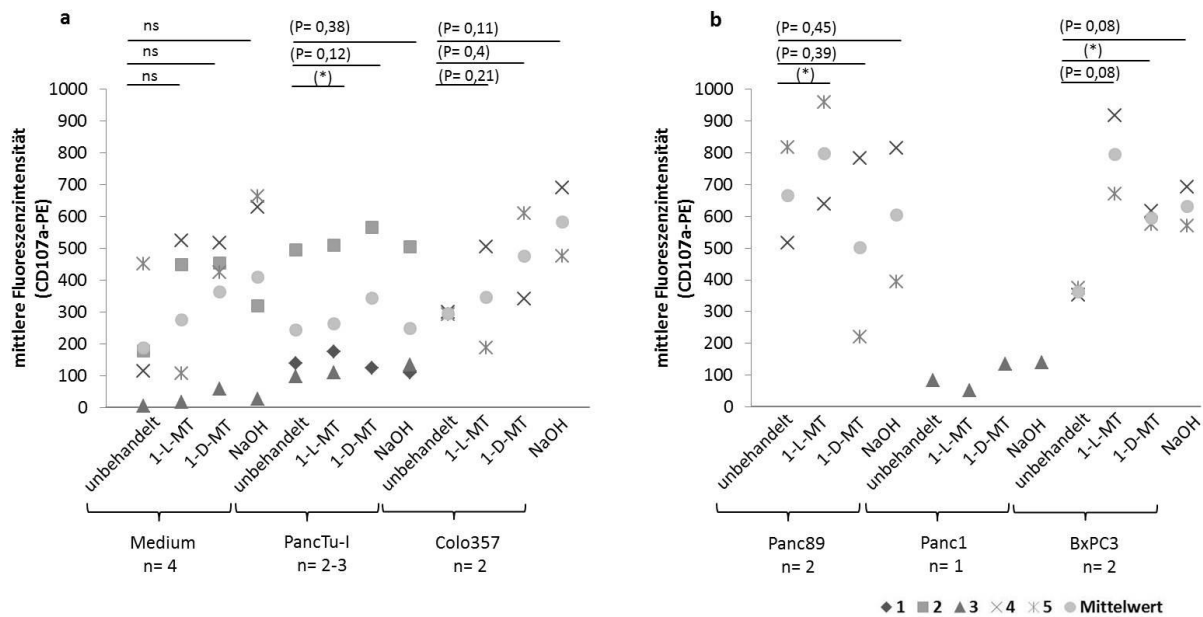 a
ns
ns
ns
(P= 0,38)
(P= 0,12)
(*)
(P= 0,11)
(P= 0,4)
(P= 0,21)
mittlere Fluoreszenzintensität
(CD107a-PE)
1000
900
800
700
600
500
400
300
200
100
0
unbehandelt
1-L-MT
1-D-MT
NaOH
unbehandelt
1-L-MT
1-D-MT
NaOH
unbehandelt
1-L-MT
1-D-MT
NaOH
Medium
n= 4
PancTu-I
n= 2-3
Colo357
n= 2
b
(P= 0,45)
(P= 0,39)
(*)
(P= 0,08)
(*)
(P= 0,08)
mittlere Fluoreszenzintensität
(CD107a-PE)
1000
900
800
700
600
500
400
300
200
100
0
unbehandelt
1-L-MT
1-D-MT
NaOH
unbehandelt
1-L-MT
1-D-MT
NaOH
unbehandelt
1-L-MT
1-D-MT
NaOH
Panc89
n= 2
Panc1
n= 1
BxPC3
n= 2
1 2 3 4 5 Mittelwert